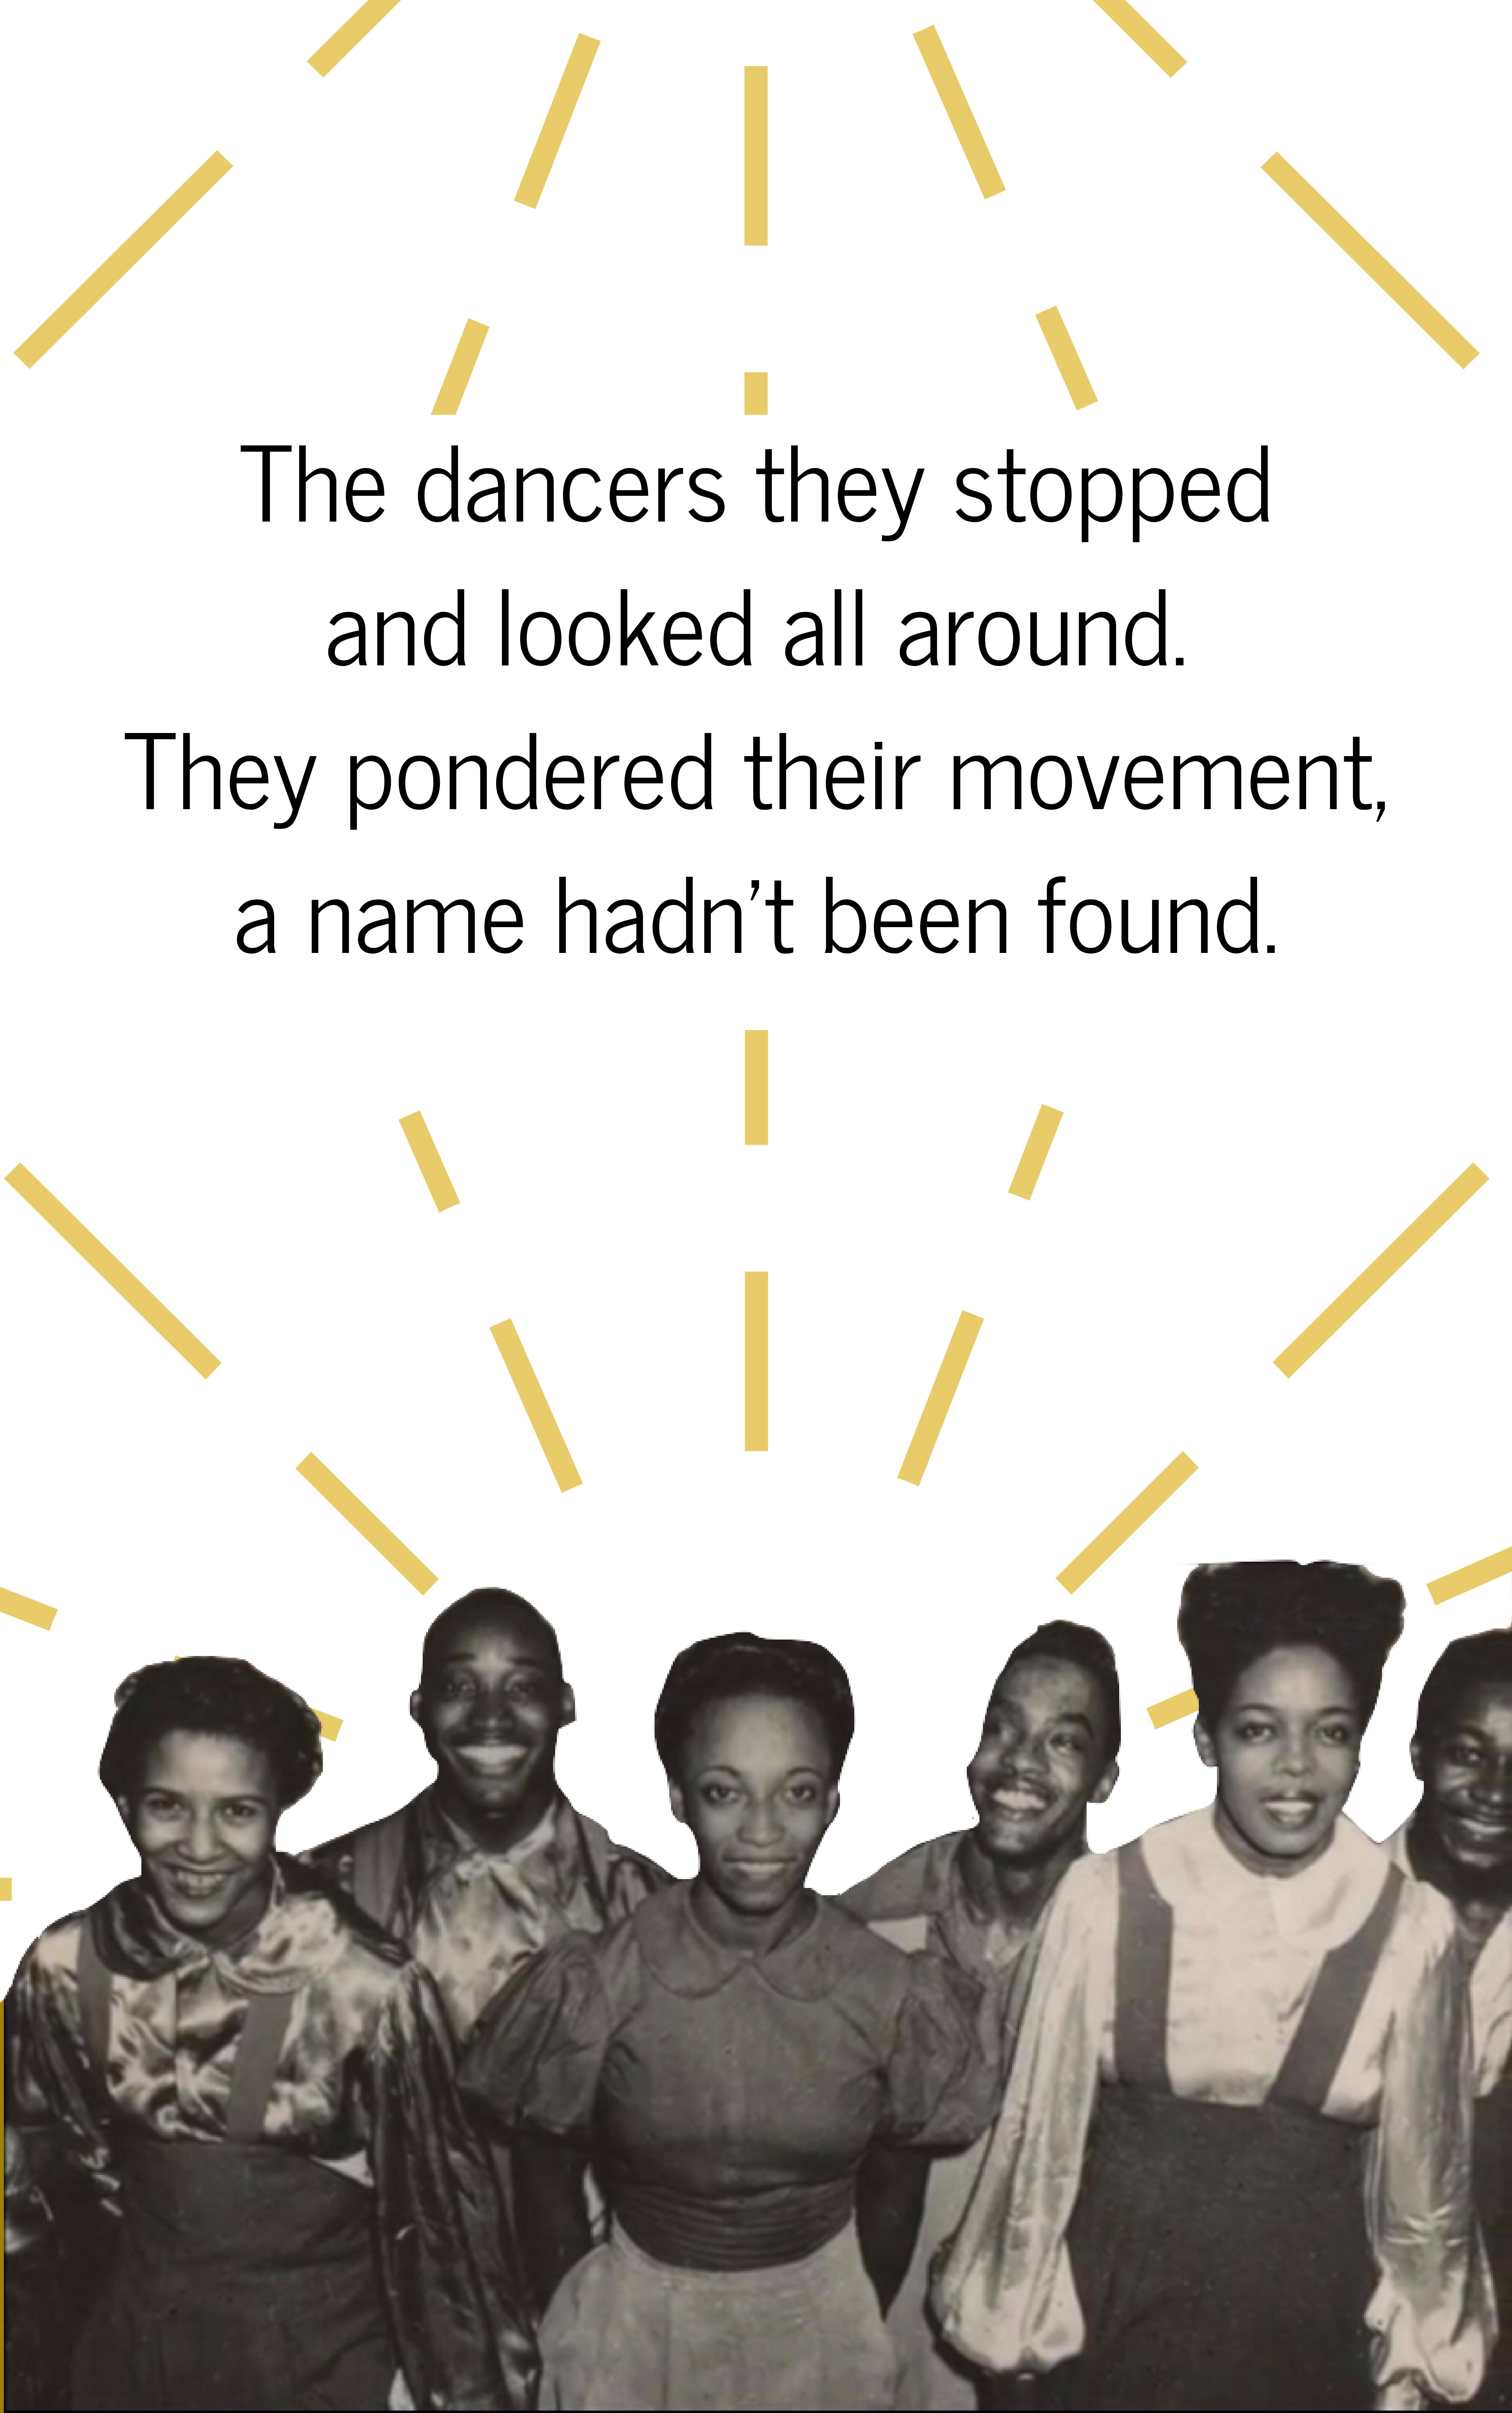 The dancers they stopped
and looked all around.
They pondered their movement,
a name hadn’t been found.